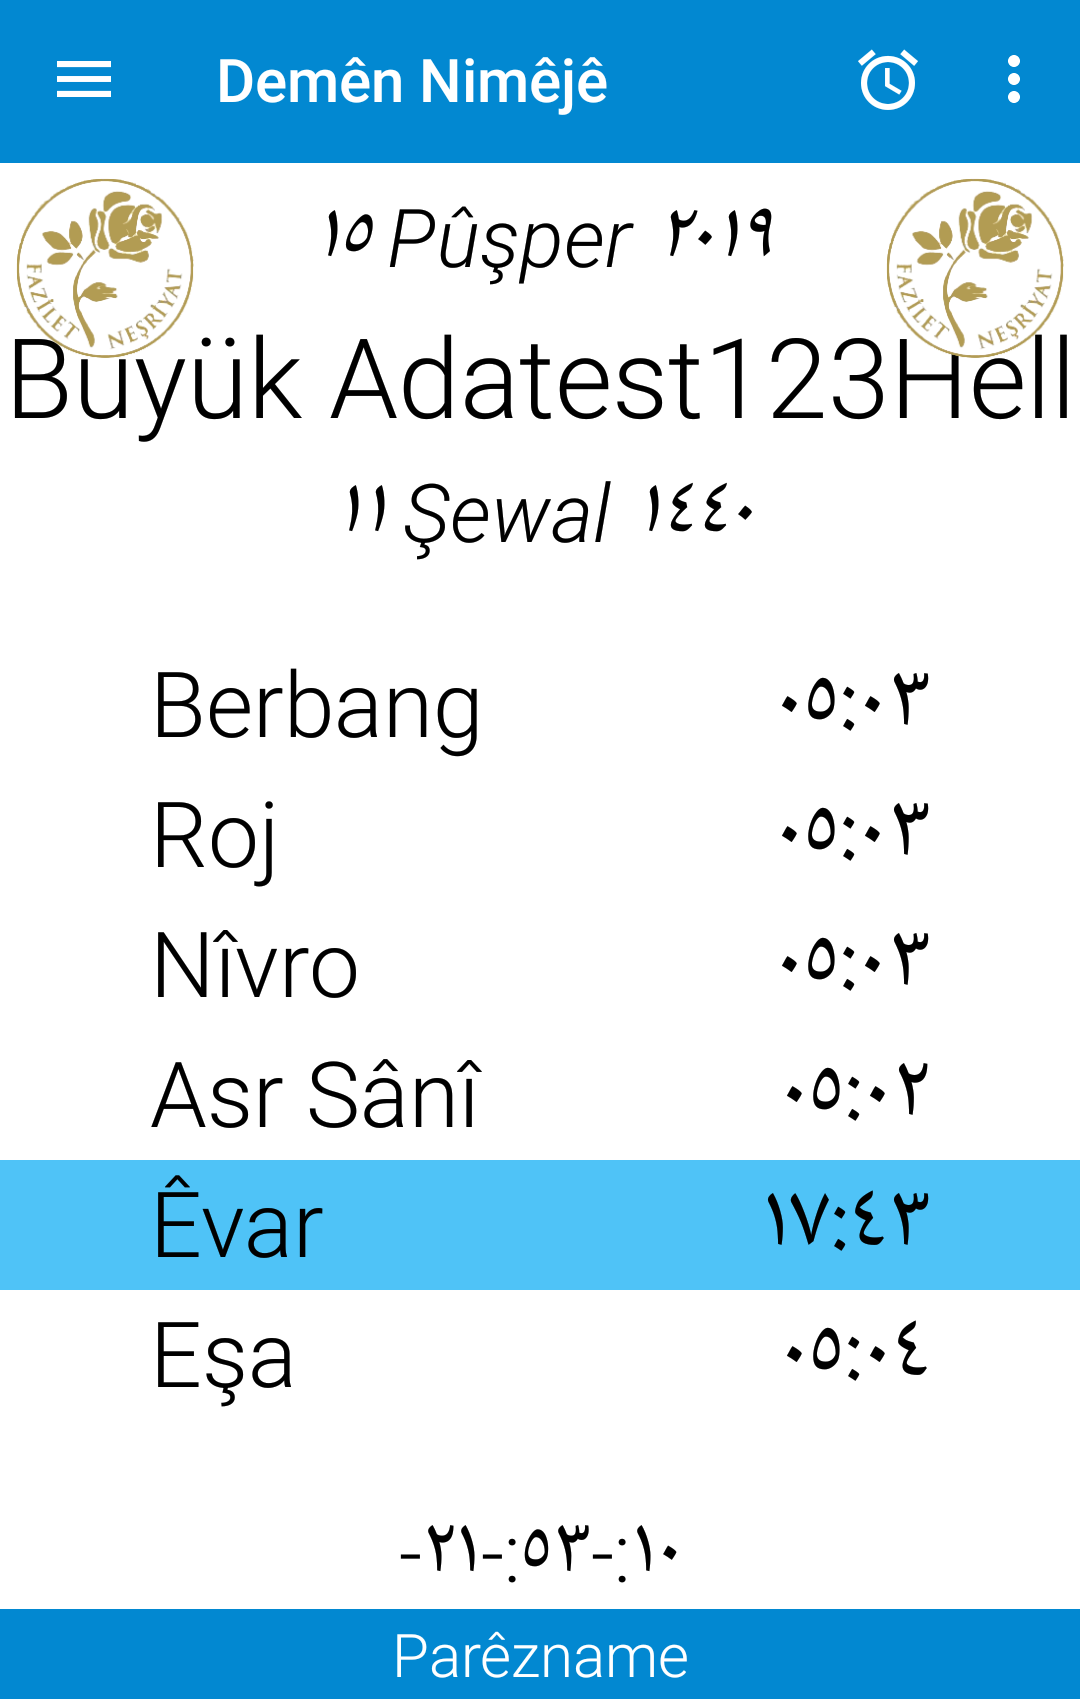 Demên Nimêjê
FAZİLET NEŞRİYAT
FAZİLET NEŞRİYAT
١٥ Pûşper ٢٠١٩
Büyük Adatest123Hell
١١ Şewal ١٤٤٠
Berbang ٠٥:٠٣
Roj ٠٥:٠٣
Nîvro ٠٥:٠٣
Asr Sânî ٠٥:٠٢
Êvar ١٧:٤٣
Eşa ٠٥:٠٤
-٢١-:٥٣-:١٠
Parêzname